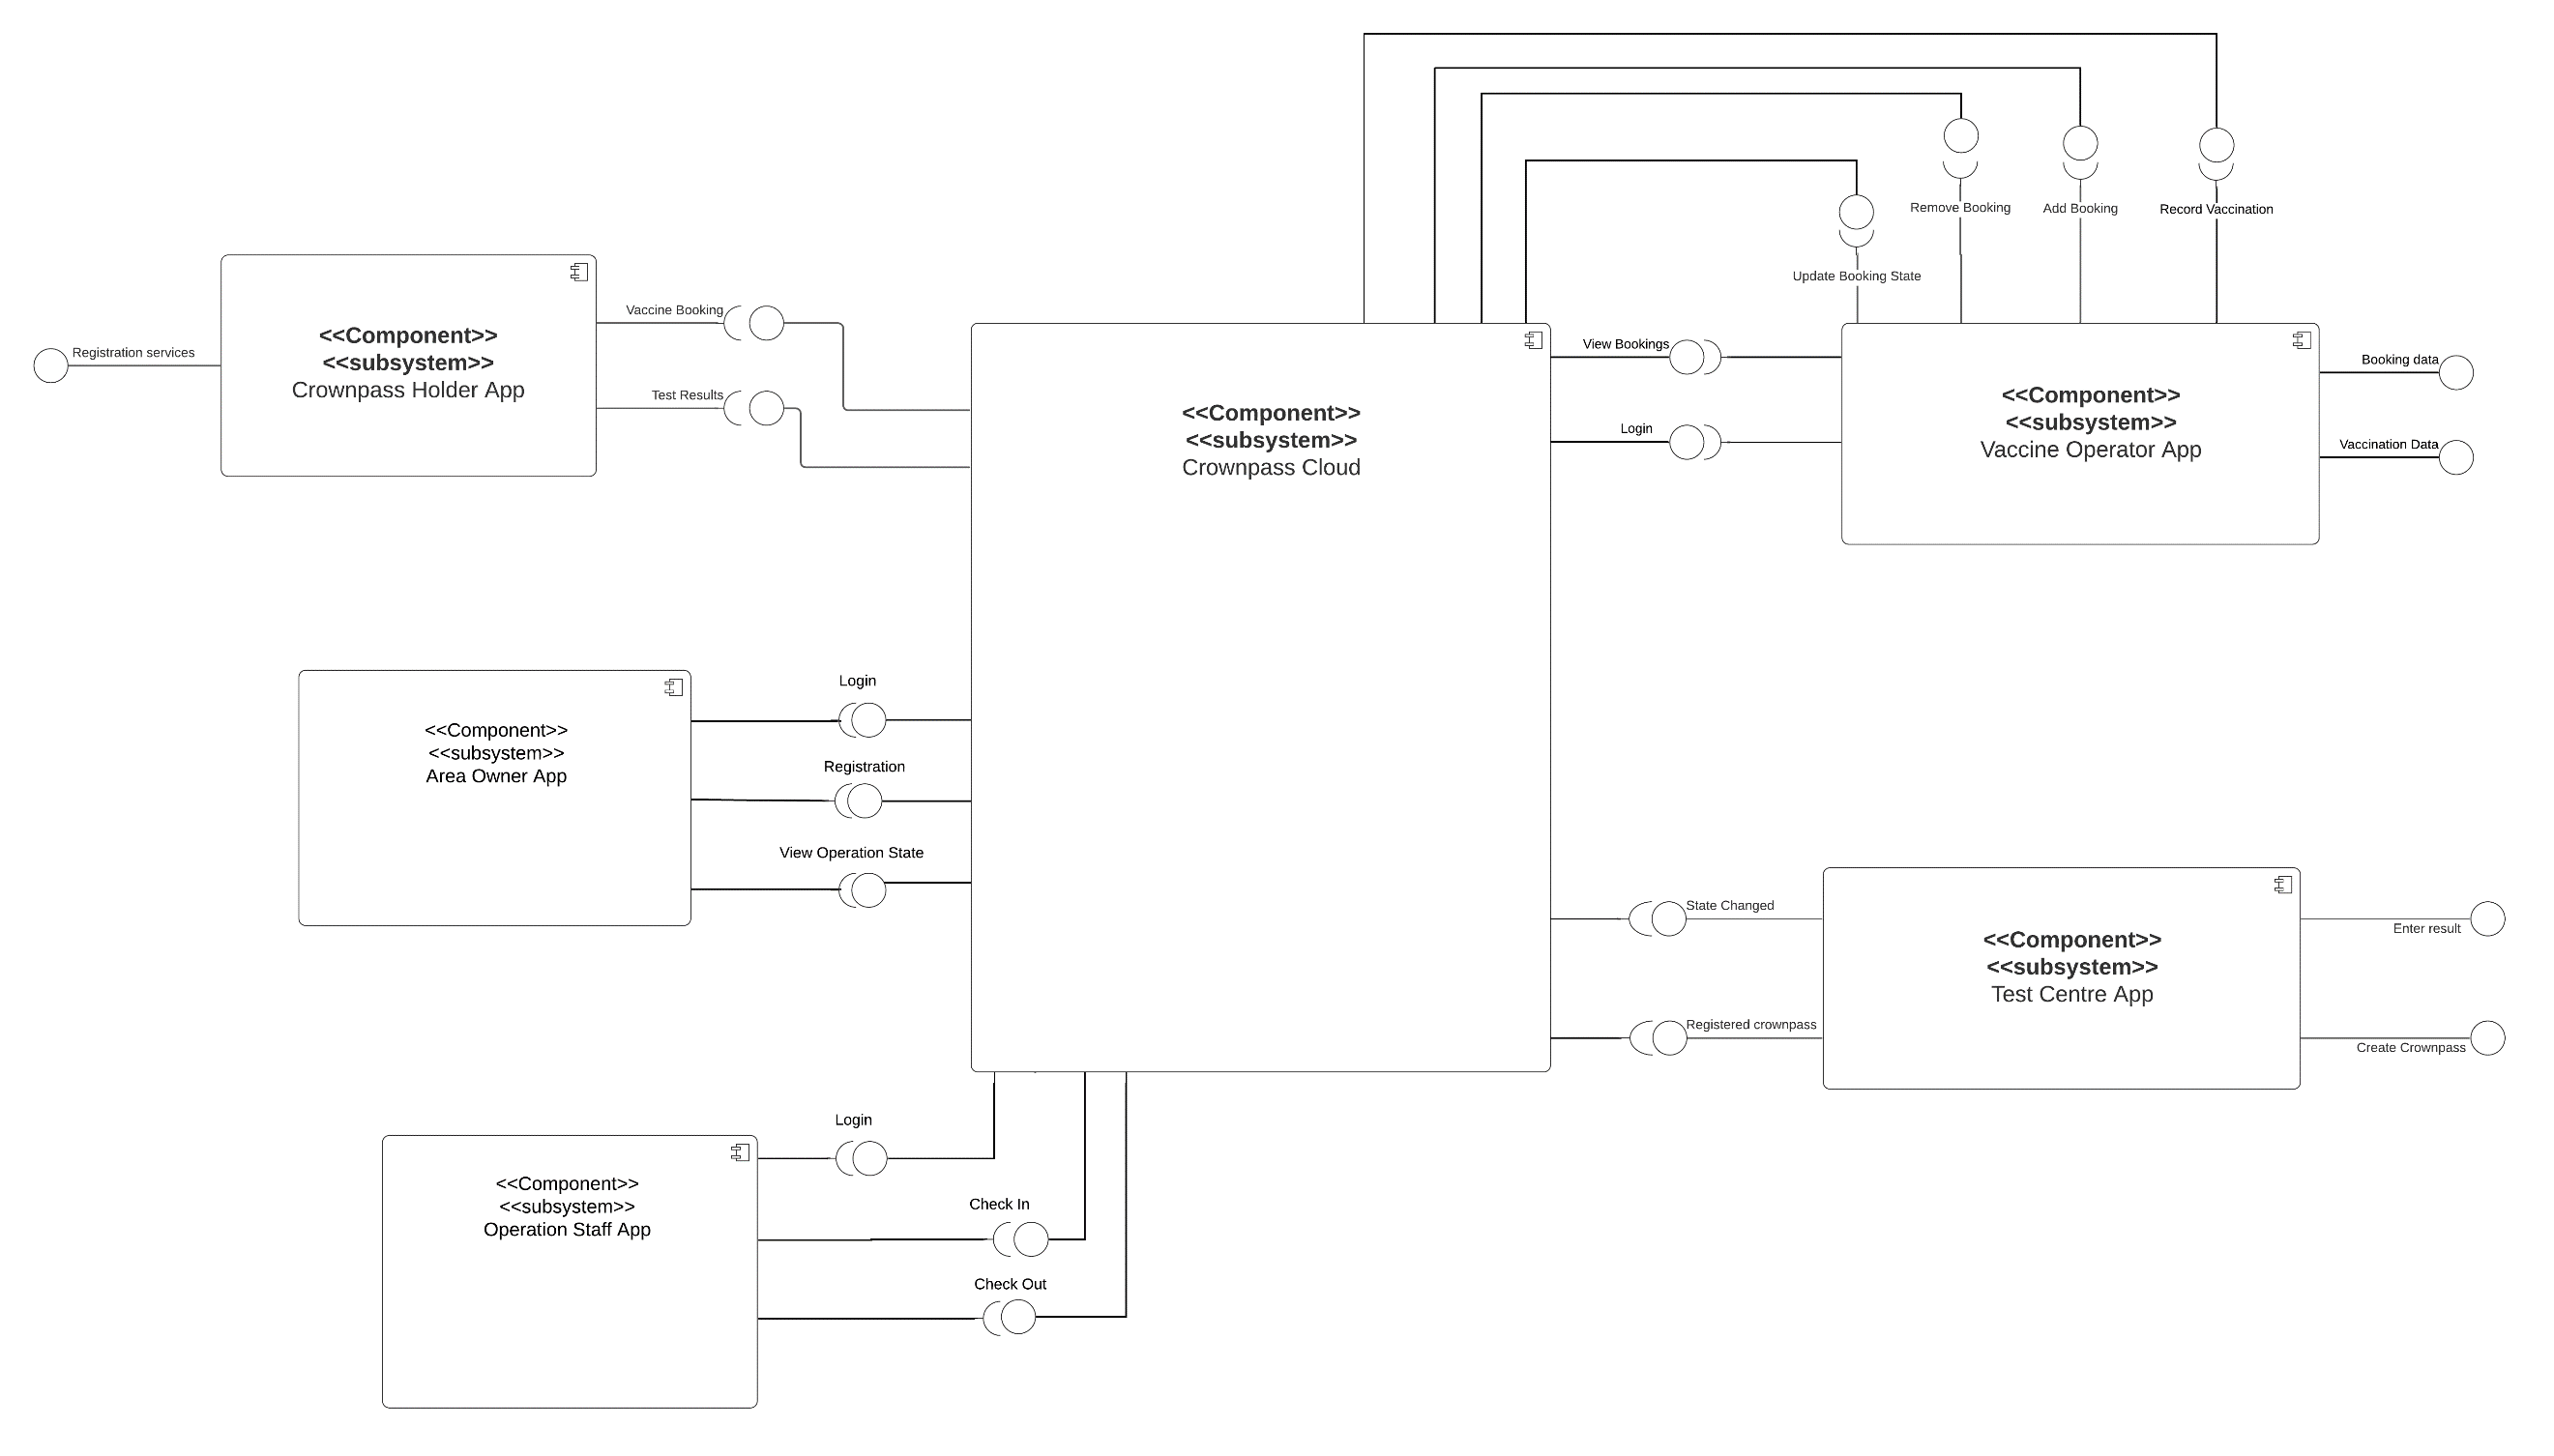 Remove Booking
Add Booking
Record Vaccination
Update Booking State
Vaccine Booking
Registration services
<<Component>>
<<subsystem>>
Crownpass Holder App
Test Results
<<Component>>
<<subsystem>>
Crownpass Cloud
View Bookings
Login
<<Component>>
<<subsystem>>
Vaccine Operator App
Booking data
Vaccination Data
<<Component>>
<<subsystem>>
Area Owner App
Login
Registration
View Operation State
State Changed
Registered crownpass
<<Component>>
<<subsystem>>
Test Centre App
Enter result
Create Crownpass
<<Component>>
<<subsystem>>
Operation Staff App
Login
Check In
Check Out